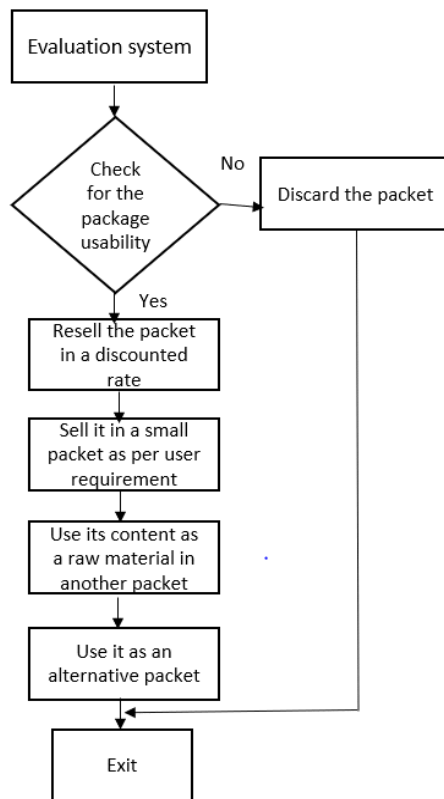 Evaluation system
Check
for the
package
usability
No
Discard the packet
Yes
Resell the packet
in a discounted
rate
Sell it in a small
packet as per user
requirement
Use its content as
a raw material in
another packet
Use it as an
alternative packet
Exit